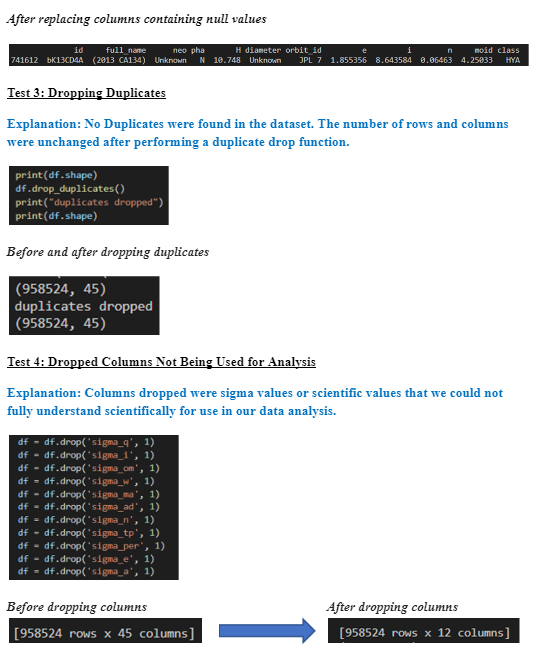 After replacing columns containing null values
id full_name neo pha H diameter orbit_id e i n moid class
741612 bK13CD4A (2013 CA134) Unknown N 10.748 Unknown JPL 7 1.855356 8.643584 0.06463 4.25033 HYA
Test 3: Dropping Duplicates
Explanation: No Duplicates were found in the dataset. The number of rows and columns
were unchanged after performing a duplicate drop function.
print(df.shape)
df.drop_duplicates()
print("duplicates dropped")
print(df.shape)
Before and after dropping duplicates
(958524, 45)
duplicates dropped
(958524, 45)
Test 4: Dropped Columns Not Being Used for Analysis
Explanation: Columns dropped were sigma values or scientific values that we could not
fully understand scientifically for use in our data analysis.
df = df.drop('sigma_q', 1)
df = df.drop('sigma_i', 1)
df = df.drop('sigma_om', 1)
df = df.drop('sigma_w', 1)
df = df.drop('sigma_ma', 1)
df = df.drop('sigma_ad', 1)
df = df.drop('sigma_n', 1)
df = df.drop('sigma_tp', 1)
df = df.drop('sigma_per', 1)
df = df.drop('sigma_e', 1)
df = df.drop('sigma_a', 1)
Before dropping columns After dropping columns
[958524 rows x 45 columns] [958524 rows x 12 columns]